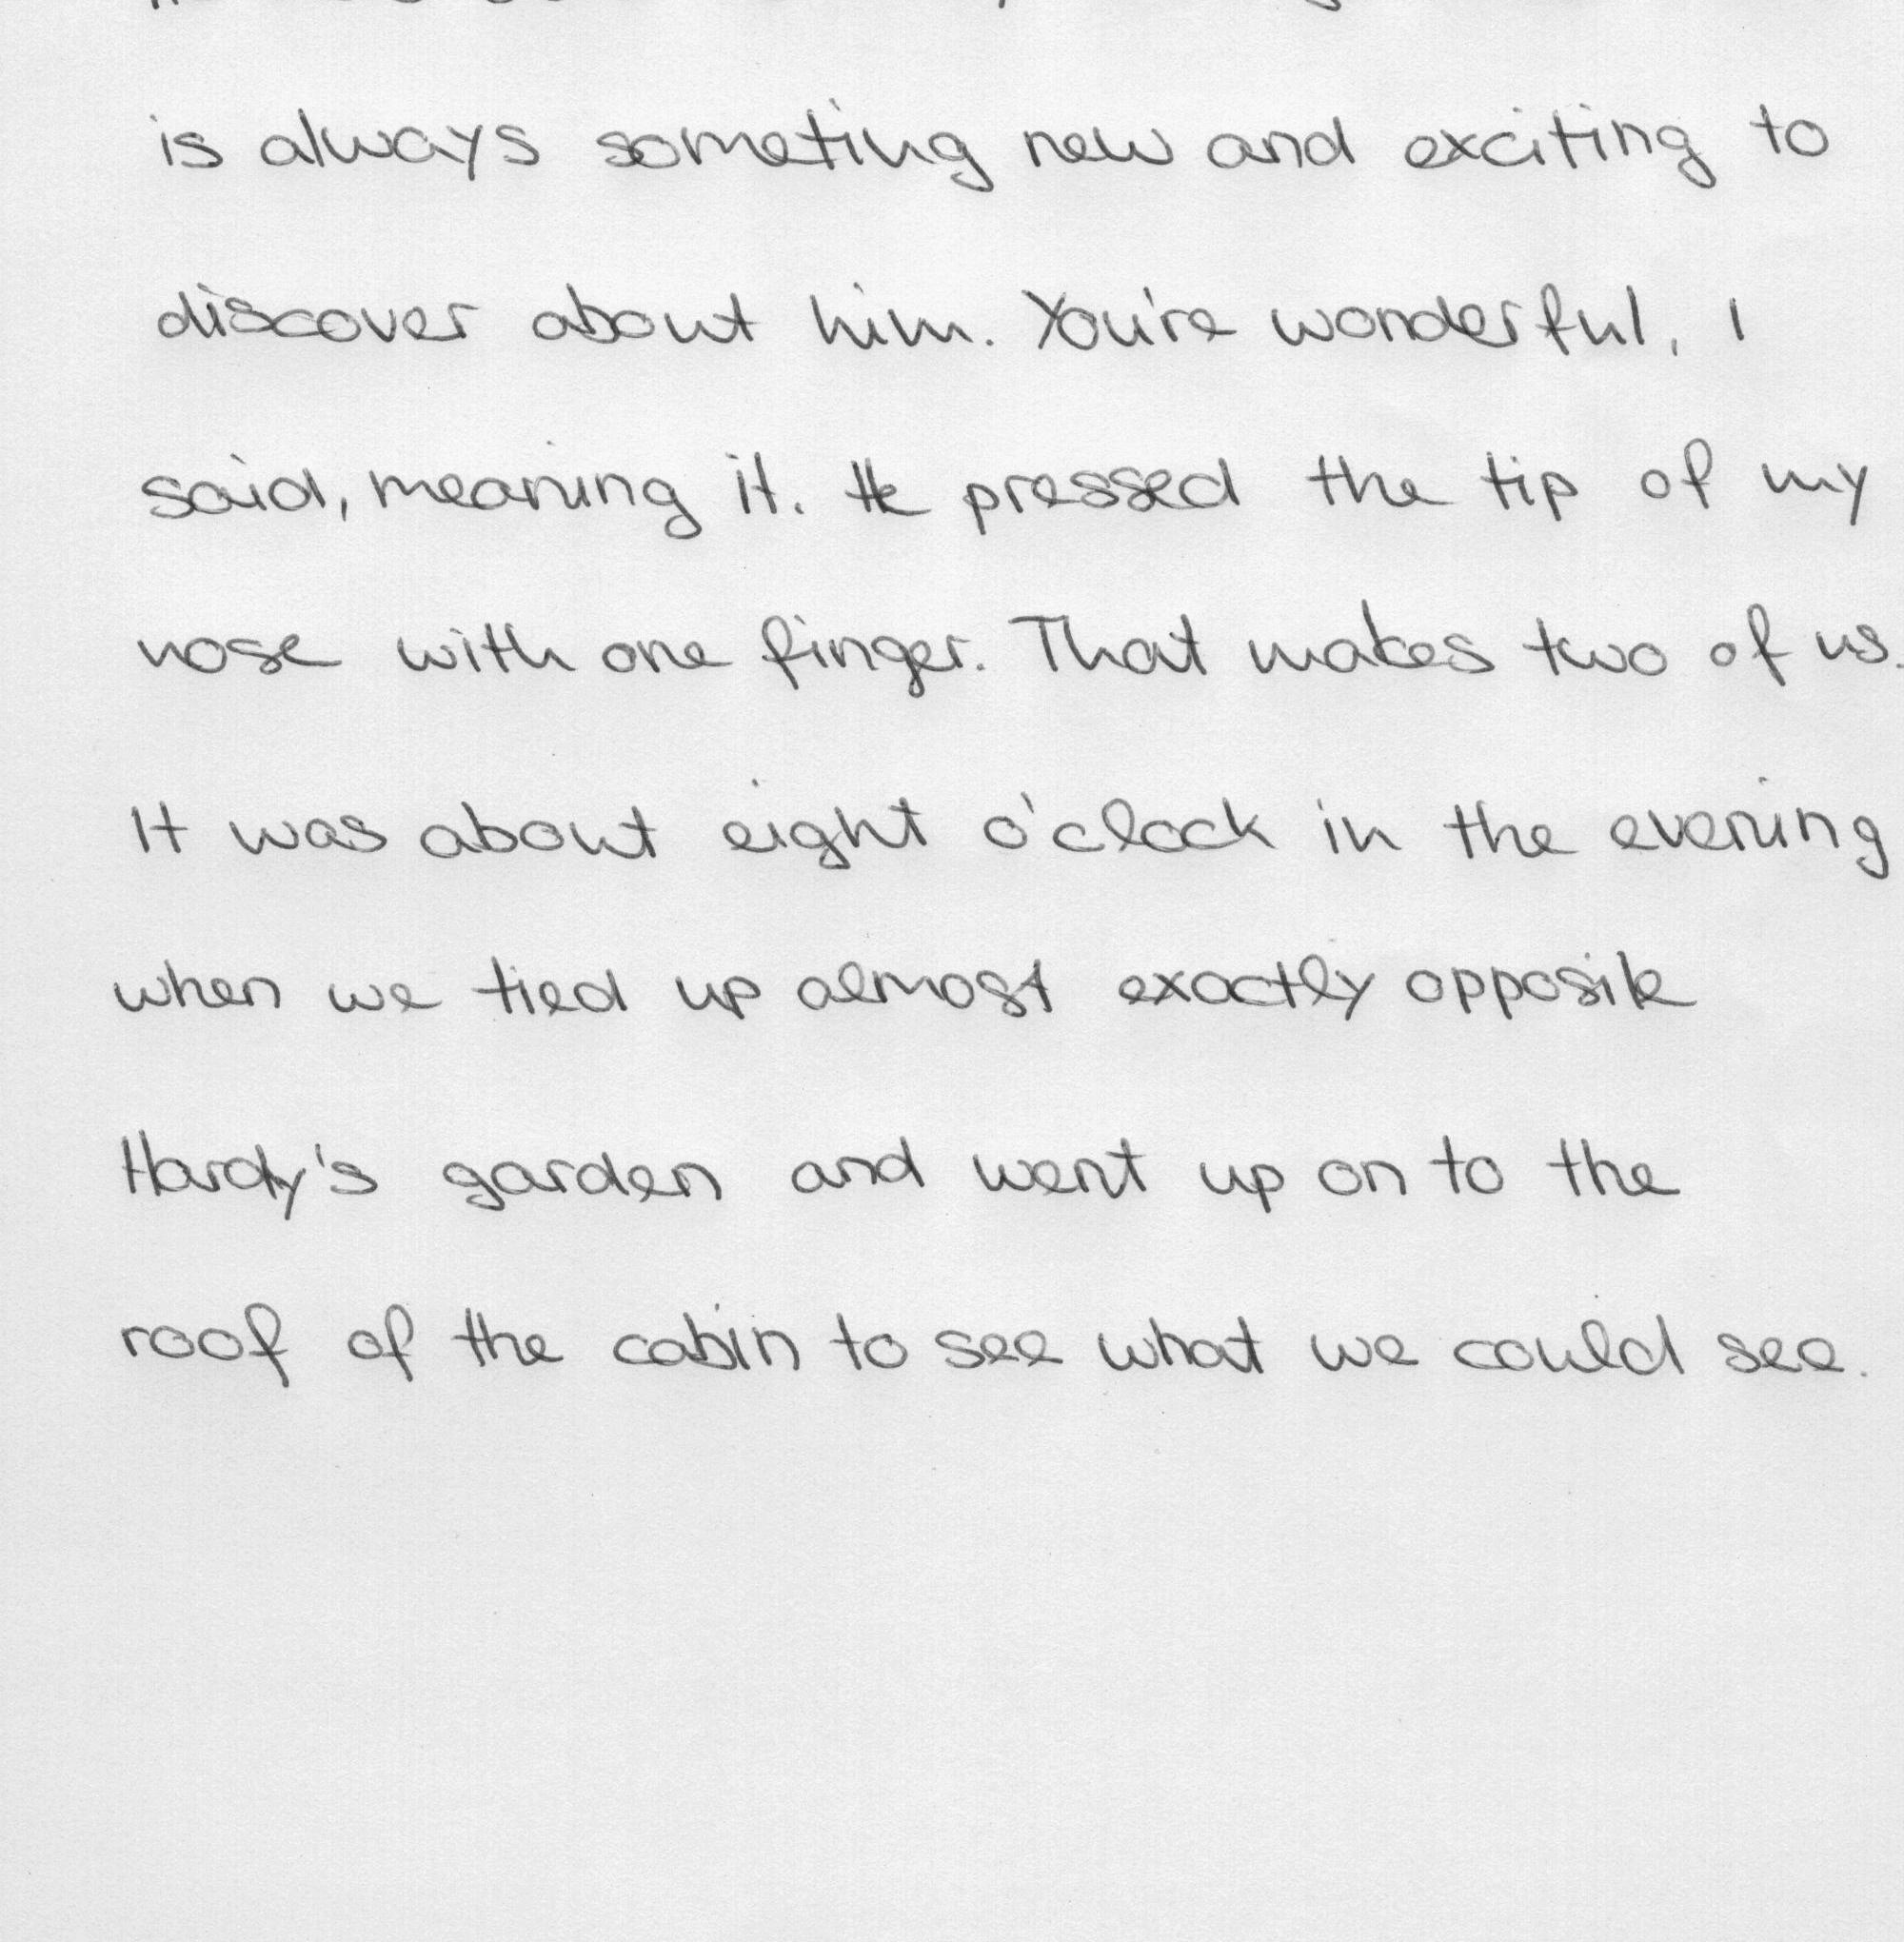 is always someting new and exciting to
discover about him. You're wonderful, I
said, meaning it. He pressed the tip of my
nose with one finger. That makes two of us.
It was about eight o'clock in the evening
when we tied up almost exactly opposite
Hardy's garden and went up on to the
roof of the cabin to see what we could see.